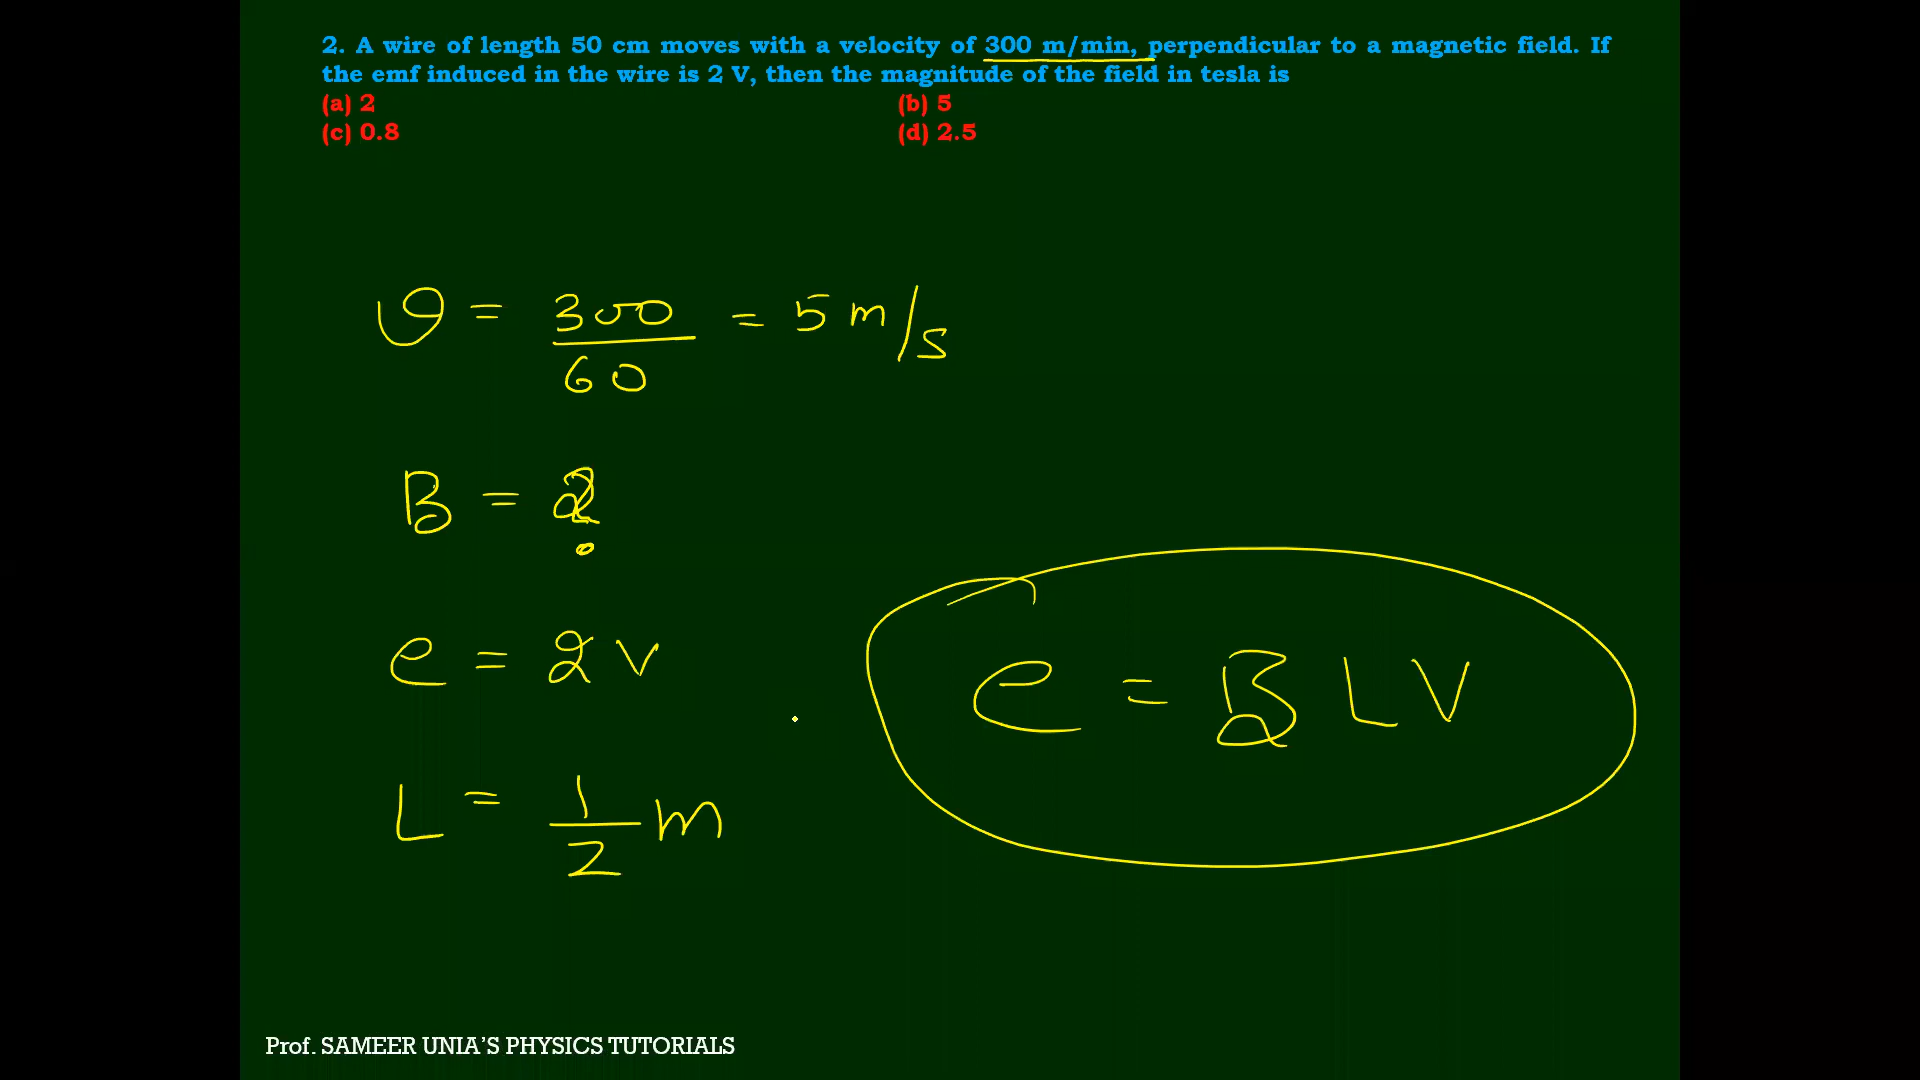 2. A wire of length 50 cm moves with a velocity of 300 m/min, perpendicular to a magnetic field. If
the emf induced in the wire is 2 V, then the magnitude of the field in tesla is
(a) 2 (b) 5
(c) 0.8 (d) 2.5
v = 300/60 = 5 m/s
B = ?
e = 2 v
e = B L V
L = 1/2 m
Prof. SAMEER UNIA'S PHYSICS TUTORIALS